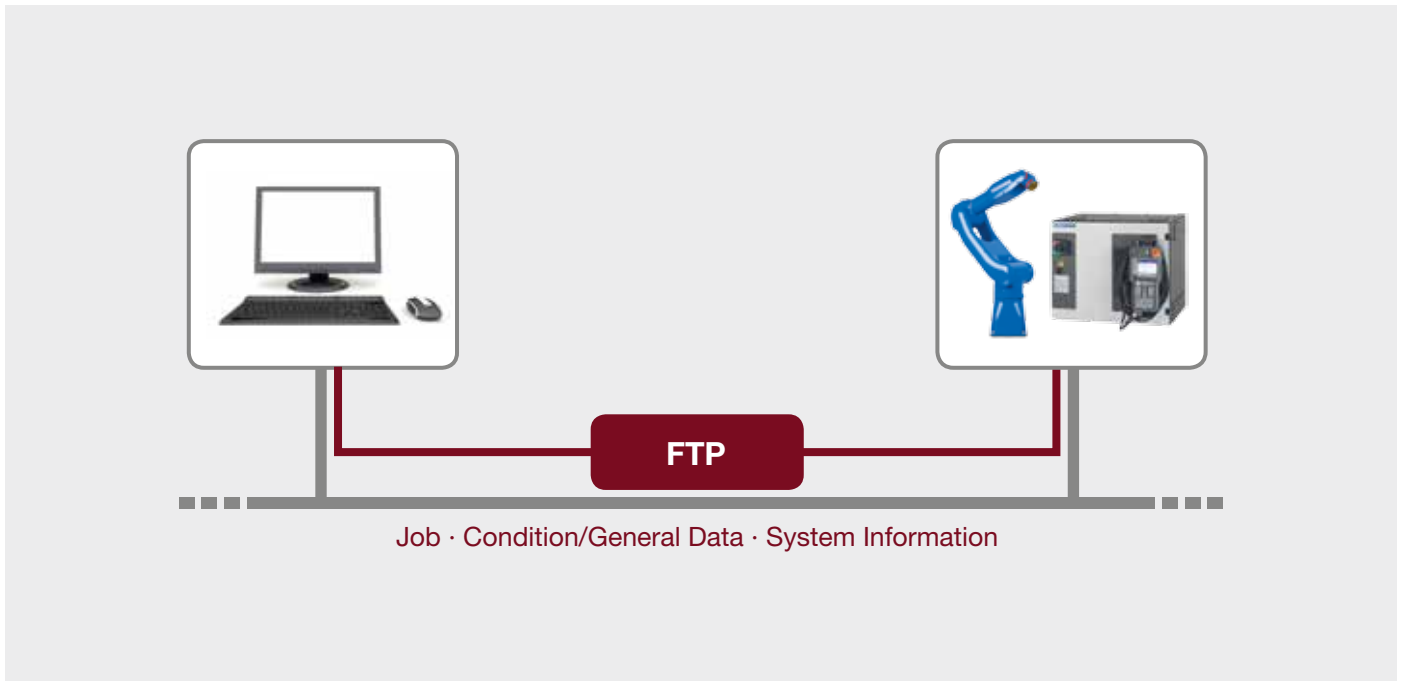 FTP
Job · Condition/General Data · System Information